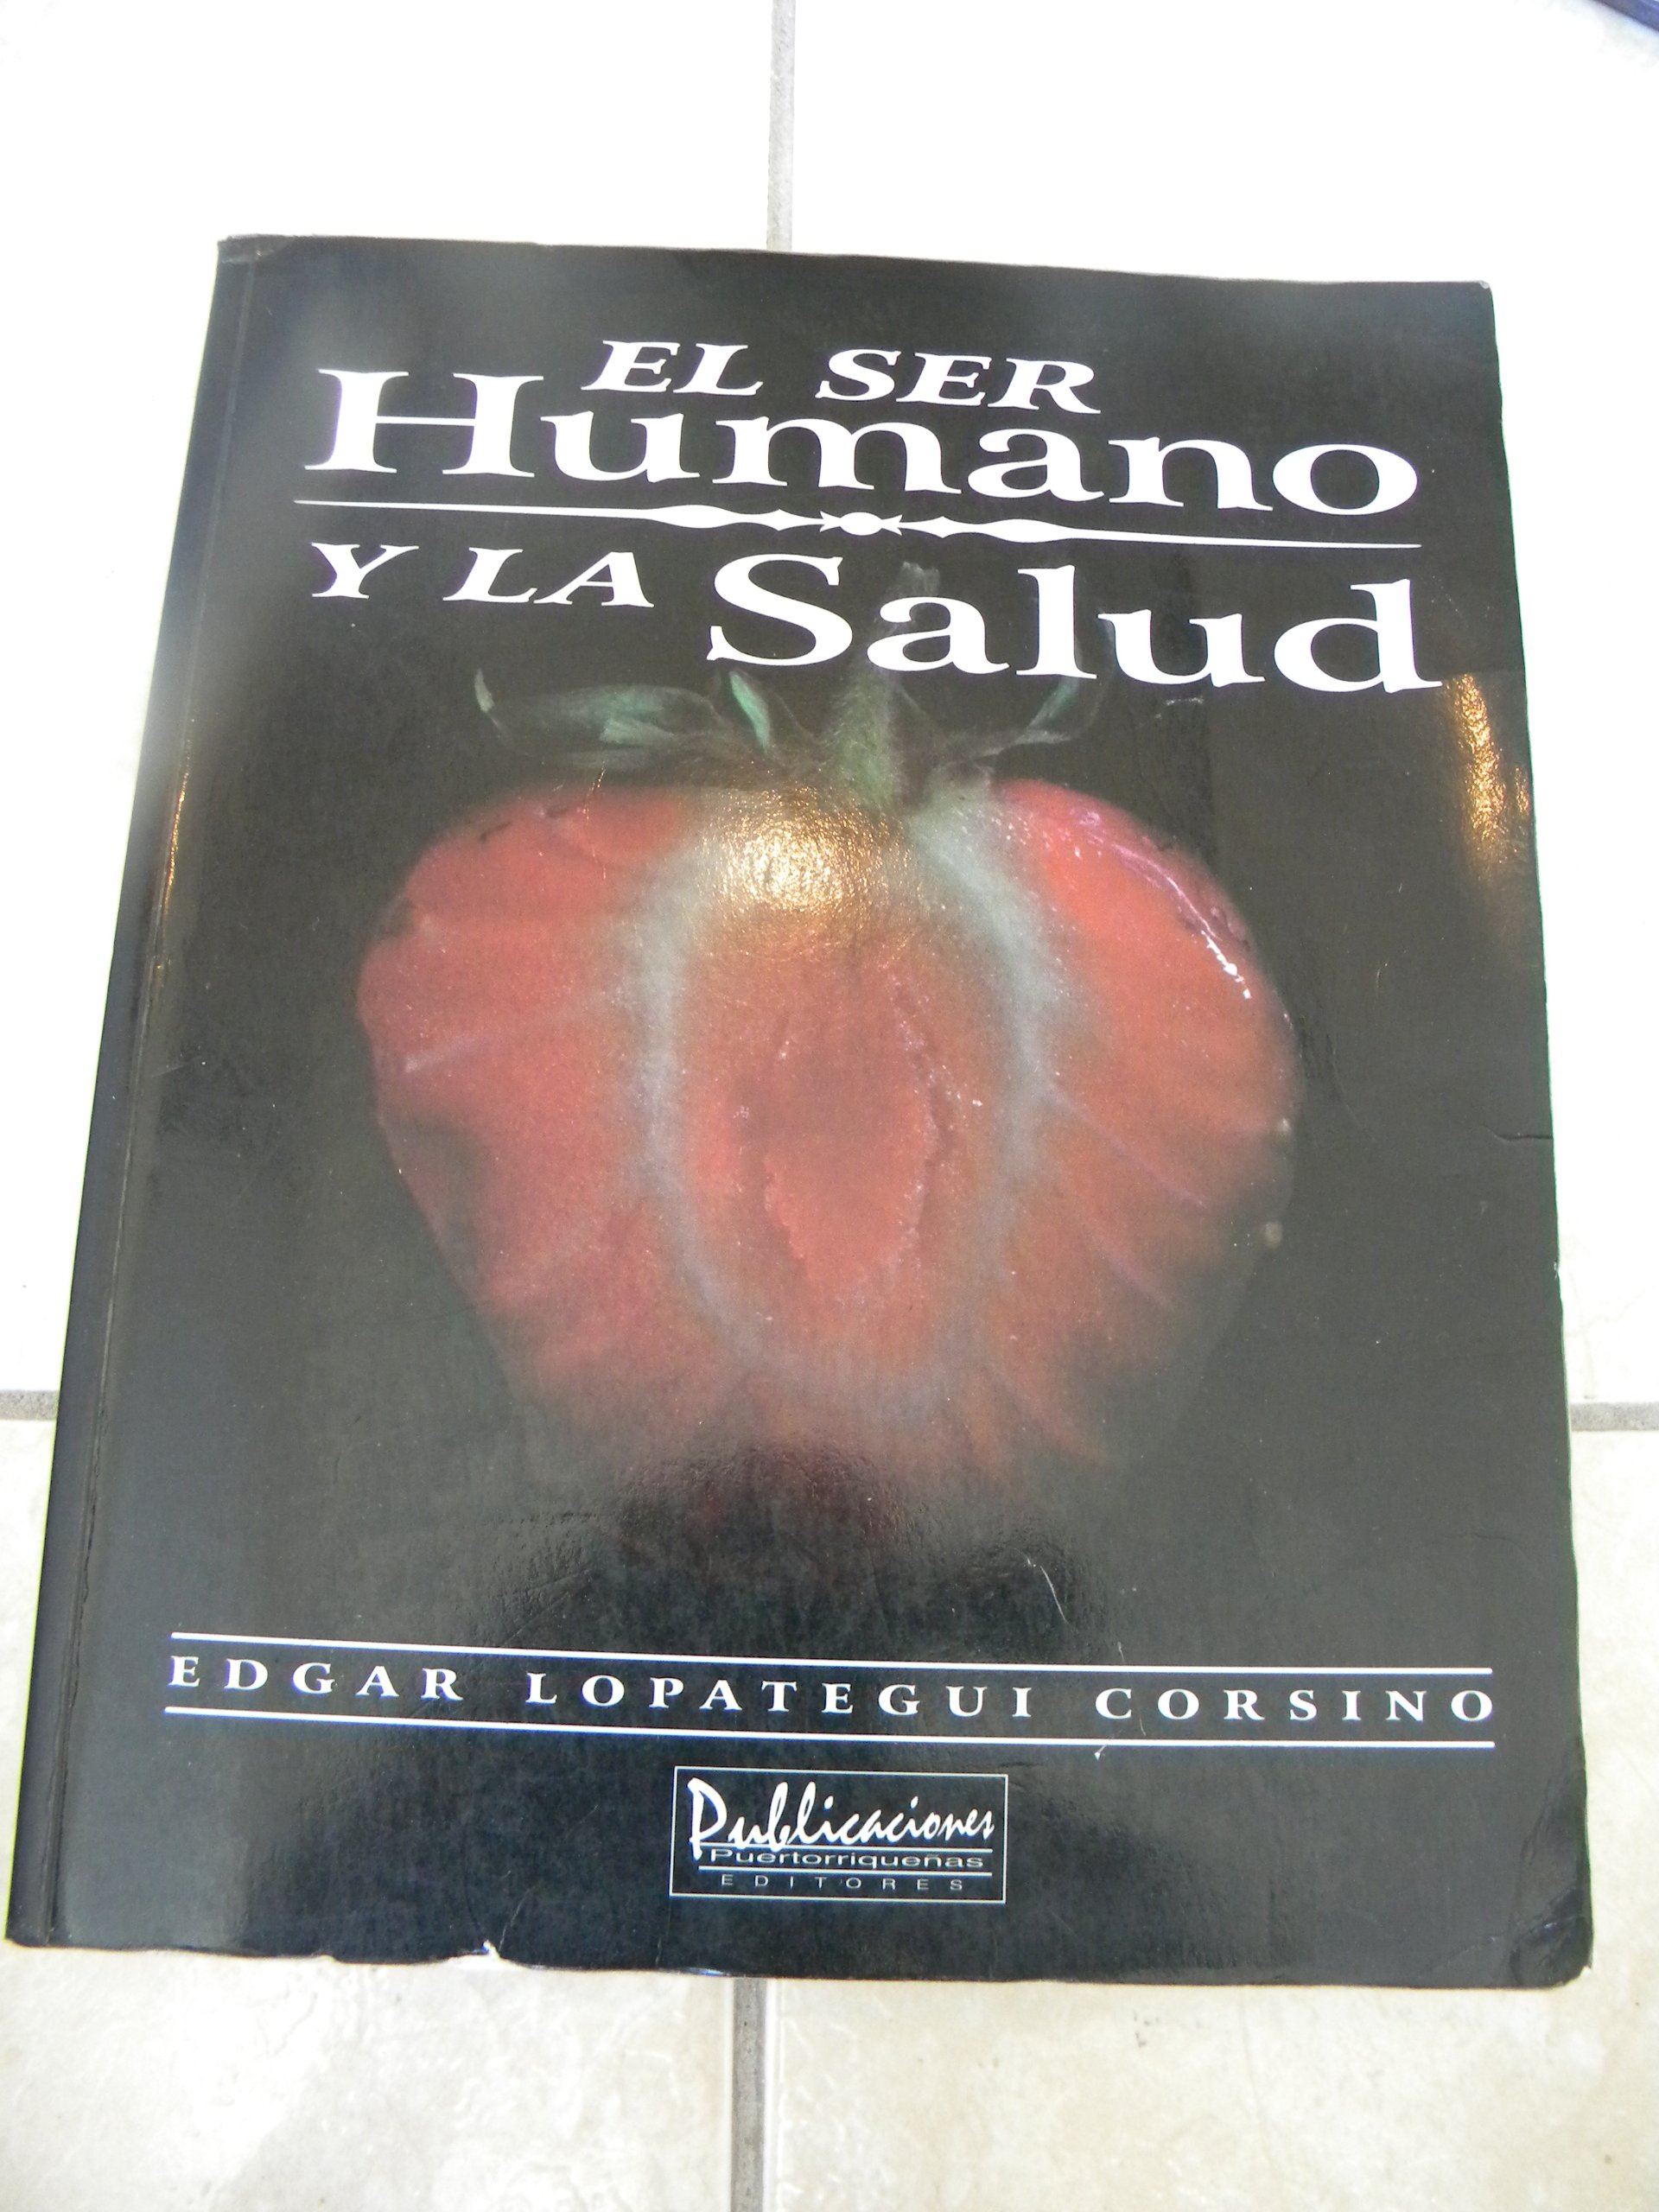 EL SER
Humano
Y LA Salud
EDGAR LOPATEGUI CORSINO
Publicaciones
Puertorriqueñas
EDITORES